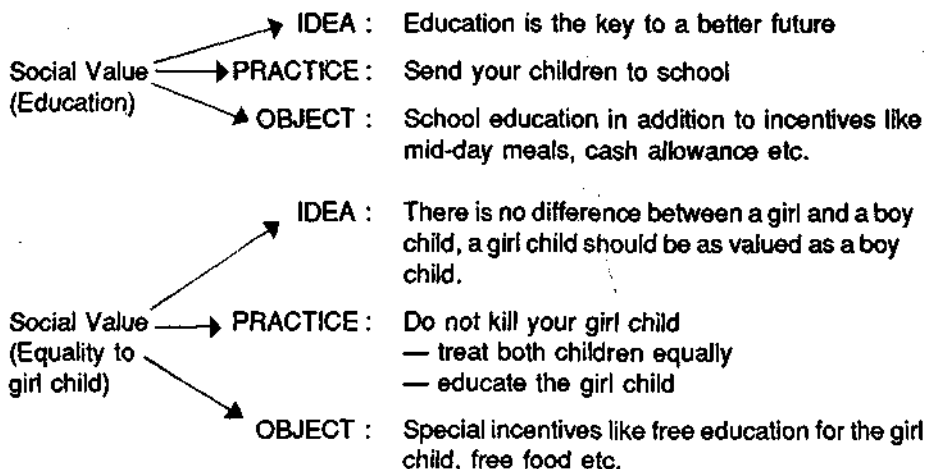 IDEA : Education is the key to a better future
Social Value PRACTICE : Send your children to school
(Education)
OBJECT : School education in addition to incentives like
mid-day meals, cash allowance etc.
IDEA : There is no difference between a girl and a boy
child, a girl child should be as valued as a boy
child.
Social Value PRACTICE : Do not kill your girl child
(Equality to — treat both children equally
girl child) — educate the girl child
OBJECT : Special incentives like free education for the girl
child, free food etc.